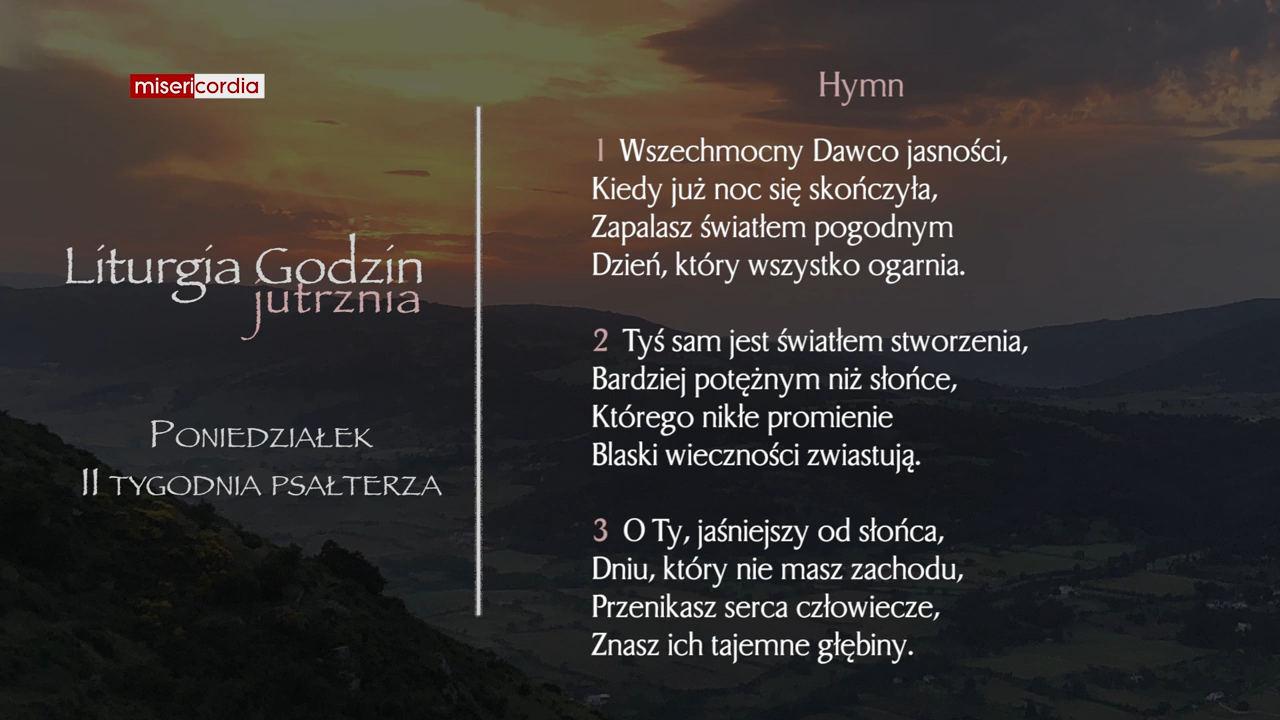 misericordia
Liturgia Godzin
jutrznia
Poniedziałek
II tygodnia psałterza
Hymn
1 Wszechmocny Dawco jasności,
Kiedy już noc się skończyła,
Zapalasz światłem pogodnym
Dzień, który wszystko ogarnia.
2 Tyś sam jest światłem stworzenia,
Bardziej potężnym niż słońce,
Którego nikłe promienie
Blaski wieczności zwiastują.
3 O Ty, jaśniejszy od słońca,
Dniu, który nie masz zachodu,
Przenikasz serca człowiecze,
Znasz ich tajemne głębiny.